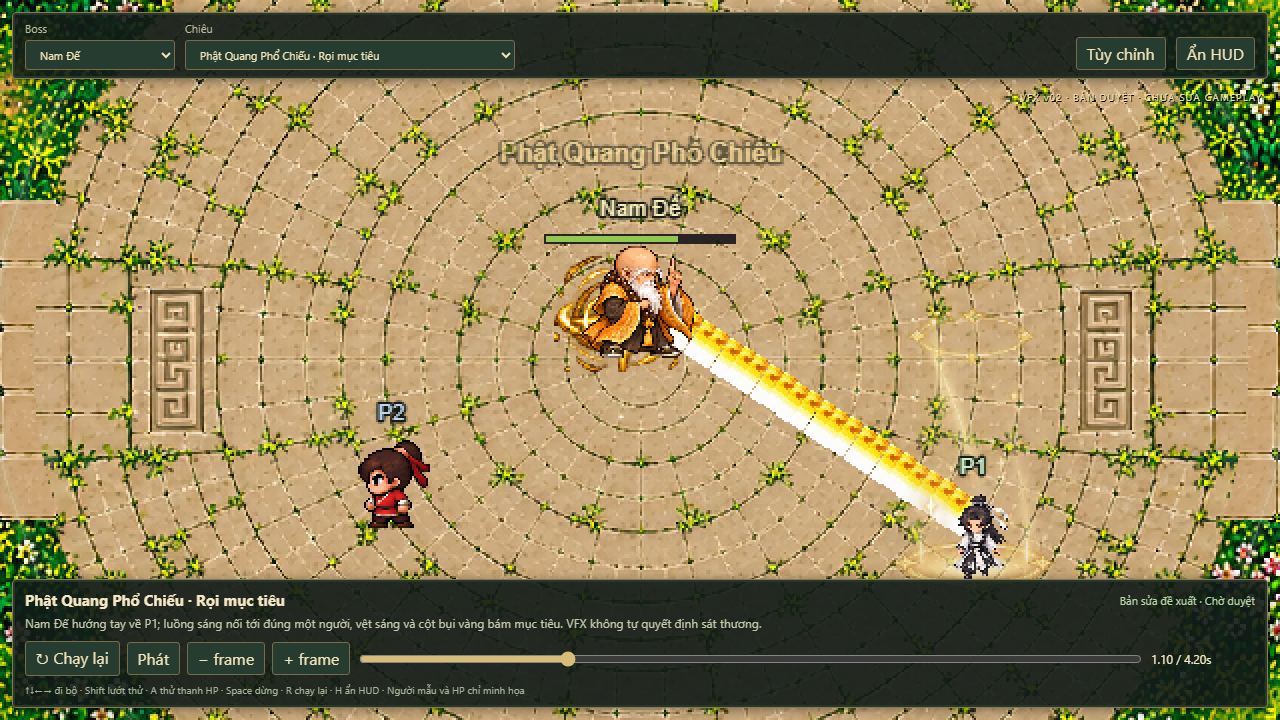 Boss
Chiêu
Nam Đế
Phật Quang Phổ Chiếu · Rọi mục tiêu
Tùy chỉnh
Ẩn HUD
VFX V02 · BẢN DUYỆT · CHƯA SỬA GAMEPLAY
Phật Quang Phổ Chiếu
Nam Đế
P2
P1
Phật Quang Phổ Chiếu · Rọi mục tiêu
Bản sửa đề xuất · Chờ duyệt
Nam Đế hướng tay về P1; luồng sáng nối tới đúng một người, vệt sáng và cột bụi vàng bám mục tiêu. VFX không tự quyết định sát thương.
↻ Chạy lại
Phát
− frame
+ frame
1.10 / 4.20s
↑↓←→ đi bộ · Shift lướt thử · A thử thanh HP · Space dừng · R chạy lại · H ẩn HUD · Người mẫu và HP chỉ minh họa